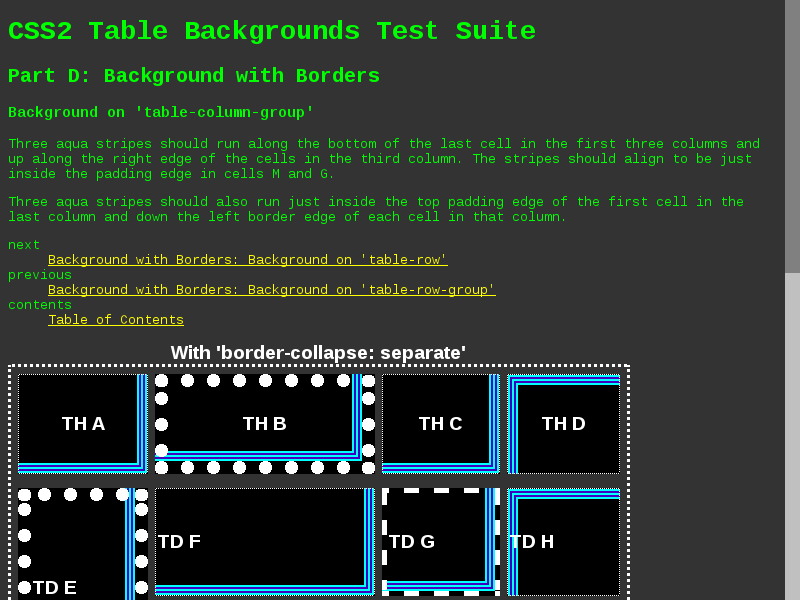 CSS2 Table Backgrounds Test Suite
Part D: Background with Borders
Background on 'table-column-group'
Three aqua stripes should run along the bottom of the last cell in the first three columns and
up along the right edge of the cells in the third column. The stripes should align to be just
inside the padding edge in cells M and G.
Three aqua stripes should also run just inside the top padding edge of the first cell in the
last column and down the left border edge of each cell in that column.
next
Background with Borders: Background on 'table-row'
previous
Background with Borders: Background on 'table-row-group'
contents
Table of Contents
With 'border-collapse: separate'
TH A TH B TH C TH D
TD F TD G TD H
TD E